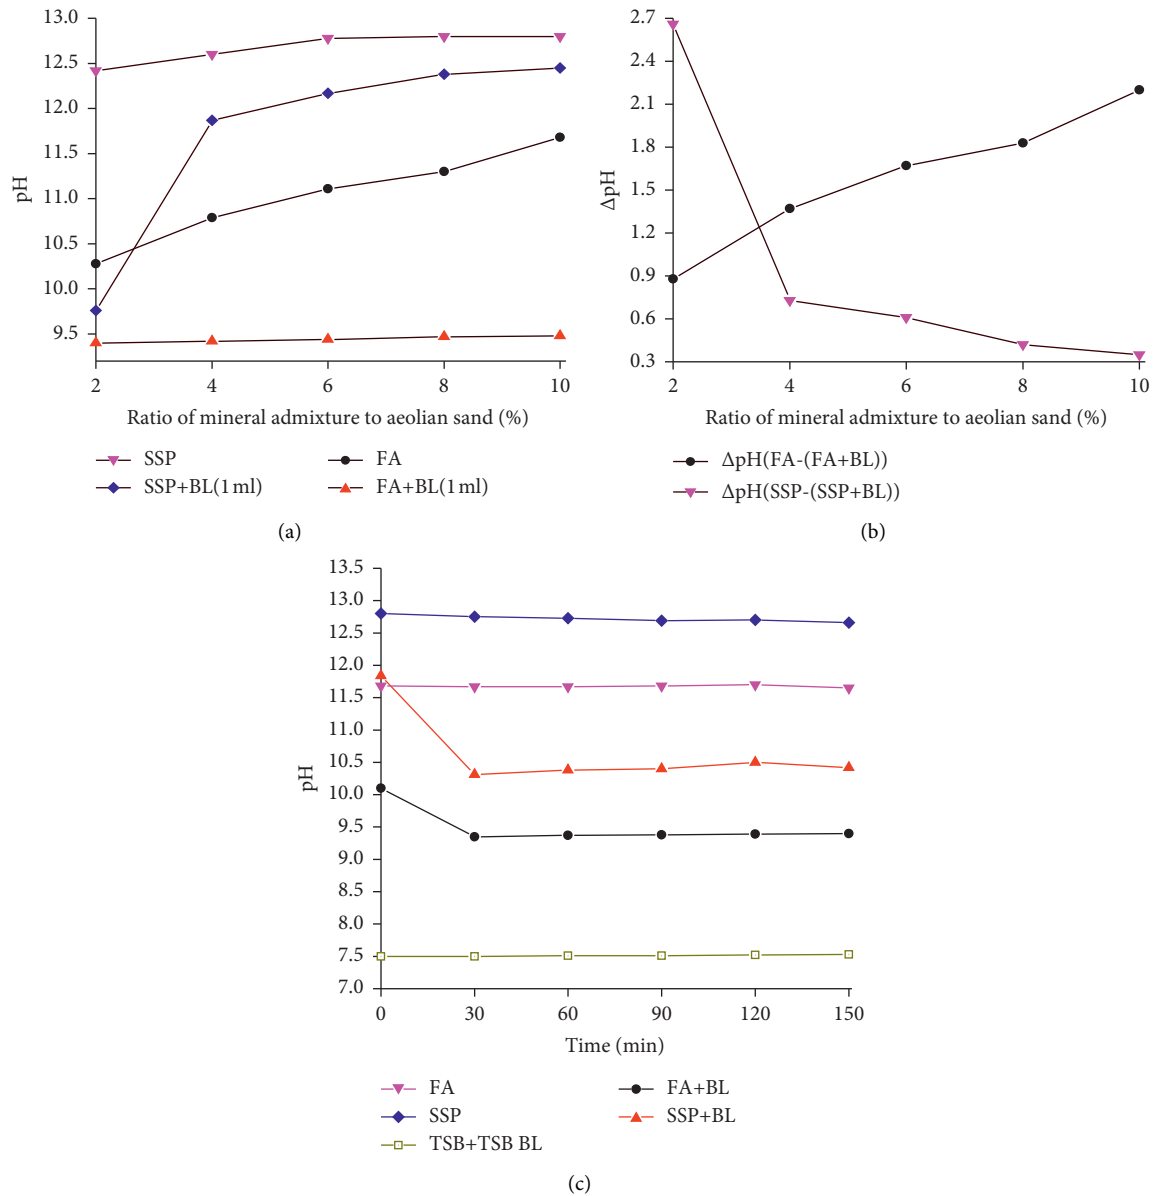 13.0
12.5
12.0
11.5
11.0
10.5
10.0
9.5
pH
2 4 6 8 10
Ratio of mineral admixture to aeolian sand (%)
SSP FA
SSP+BL(1 ml) FA+BL(1 ml)
(a)
2.7
2.4
2.1
1.8
1.5
1.2
0.9
0.6
0.3
ΔpH
2 4 6 8 10
Ratio of mineral admixture to aeolian sand (%)
ΔpH(FA-(FA+BL))
ΔpH(SSP-(SSP+BL))
(b)
13.5
13.0
12.5
12.0
11.5
11.0
10.5
10.0
9.5
9.0
8.5
8.0
7.5
7.0
pH
0 30 60 90 120 150
Time (min)
FA FA+BL
SSP SSP+BL
TSB+TSB BL
(c)